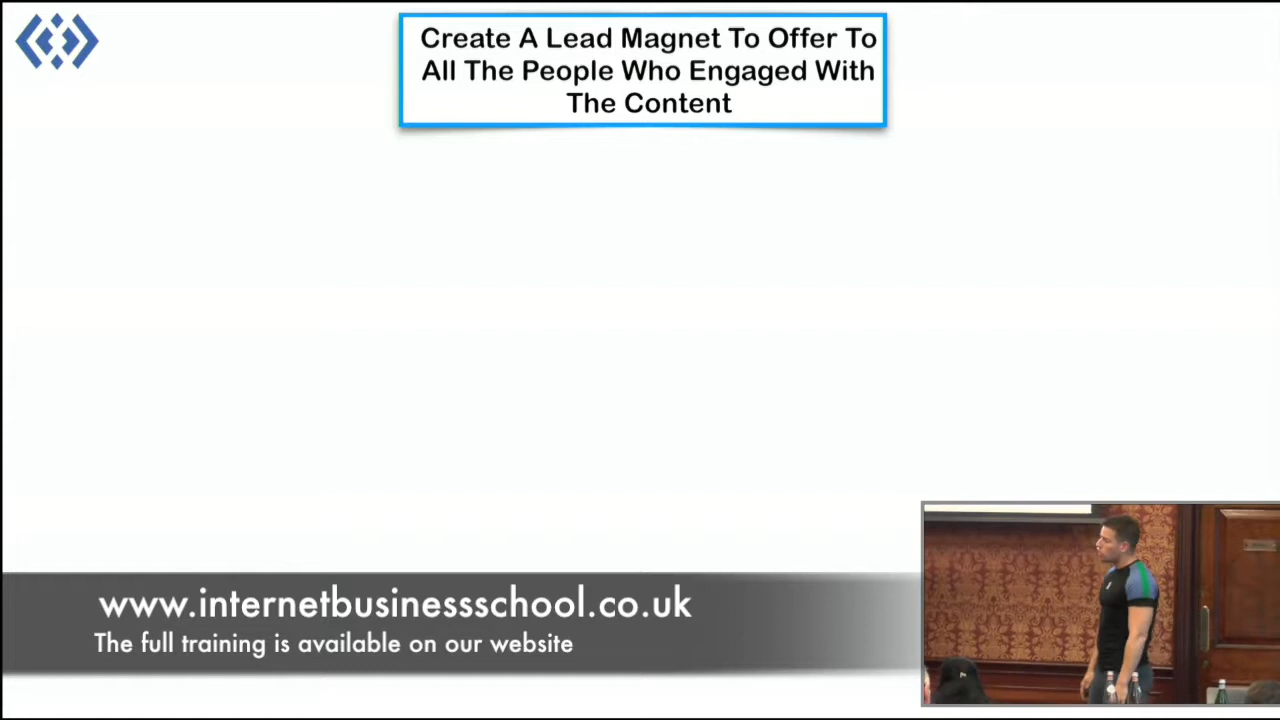 Create A Lead Magnet To Offer To
All The People Who Engaged With
The Content
www.internetbusinessschool.co.uk
The full training is available on our website